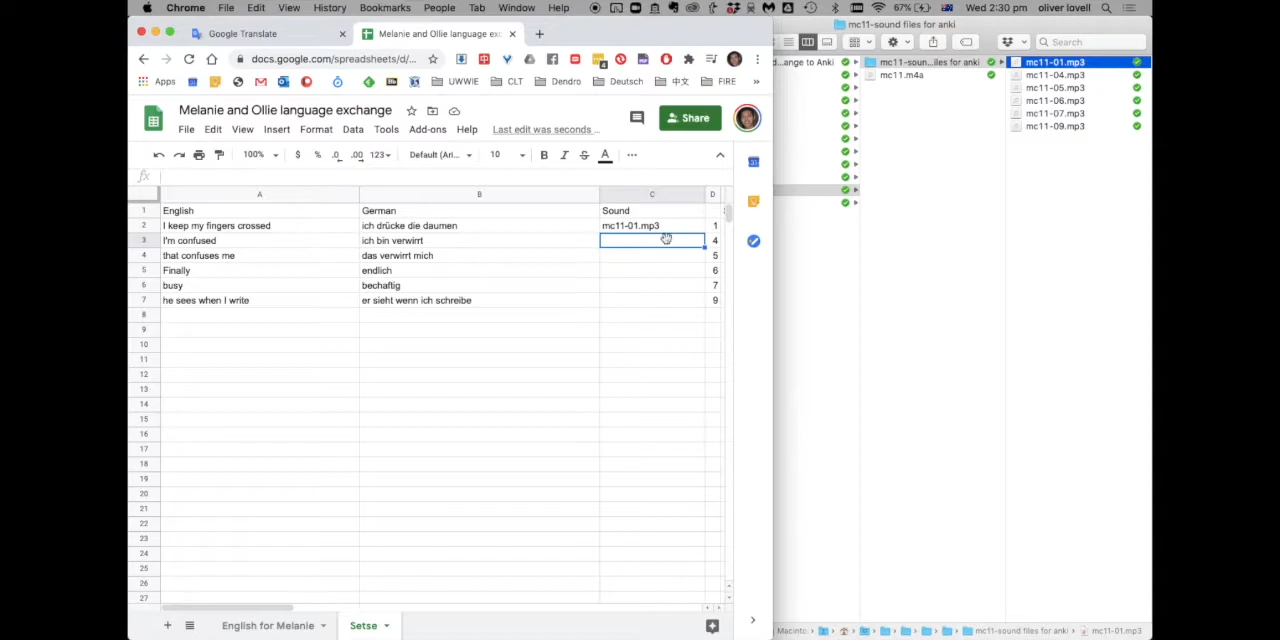 Chrome File Edit View History Bookmarks People Tab Window Help 67% Wed 2:30 pm oliver lovell
Google Translate
Melanie and Ollie language exc
docs.google.com/spreadsheets/d/...
Apps UWWIE CLT Dendro Deutsch 中文 FIRE »
Melanie and Ollie language exchange
File Edit View Insert Format Data Tools Add-ons Help Last edit was seconds ...
Share
100% $ % .0 .00 123 Default (Ari... 10 B I S A
fx
A B C D
1 English German Sound
2 I keep my fingers crossed ich drücke die daumen mc11-01.mp3 1
3 I'm confused ich bin verwirrt 4
4 that confuses me das verwirrt mich 5
5 Finally endlich 6
6 busy bechaftig 7
7 he sees when I write er sieht wenn ich schreibe 9
8
9
10
11
12
13
14
15
16
17
18
19
20
21
22
23
24
25
26
27
English for Melanie Setse
mc11-sound files for anki
Search
ange to Anki
mc11-soun...iles for anki
mc11.m4a
mc11-01.mp3
mc11-04.mp3
mc11-05.mp3
mc11-06.mp3
mc11-07.mp3
mc11-09.mp3
Macinto mc11-sound files for anki mc11-01.mp3